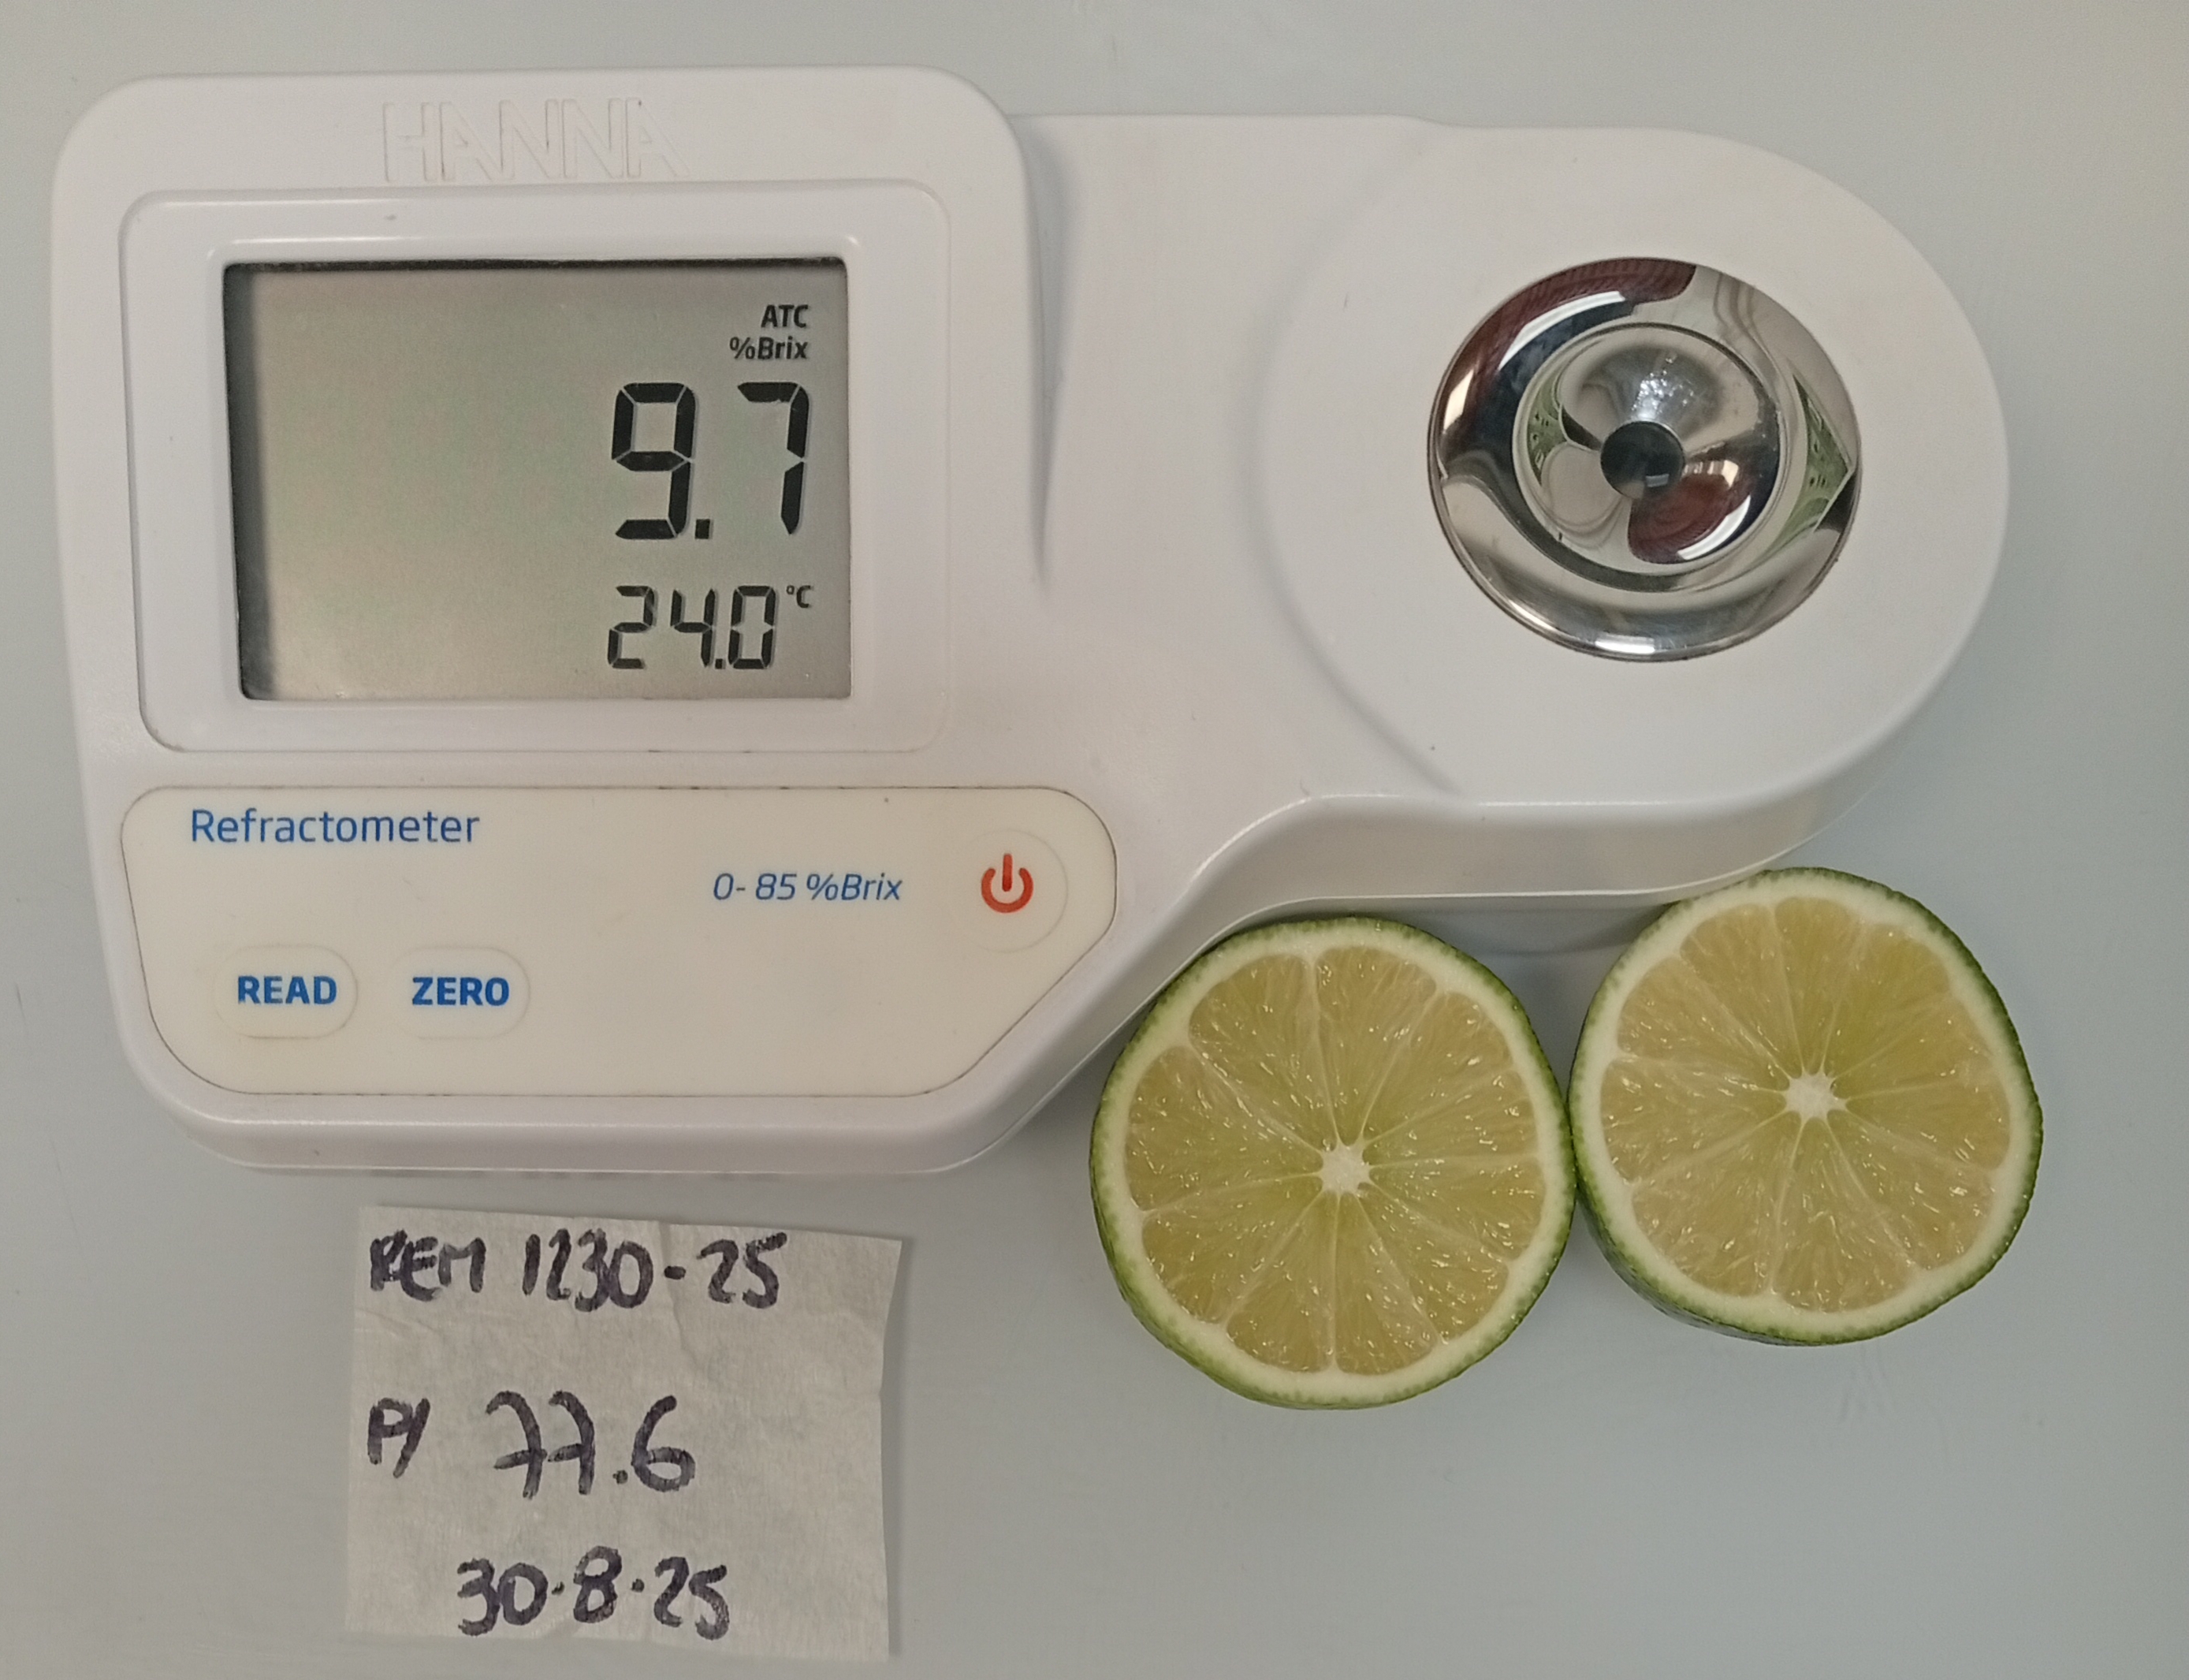 HANNA
ATC
%Brix
9.7
24.0 °C
Refractometer
0- 85 %Brix
READ ZERO
REM 1230-25
P/ 77.6
30·8·25